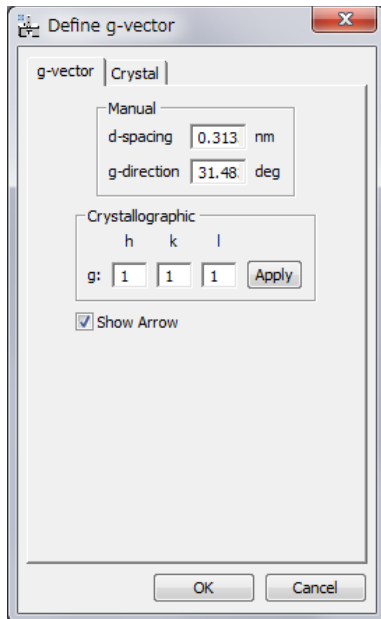 Define g-vector
g-vector Crystal
Manual
d-spacing 0.313 nm
g-direction 31.48 deg
Crystallographic
h k l
g: 1 1 1 Apply
Show Arrow
OK Cancel